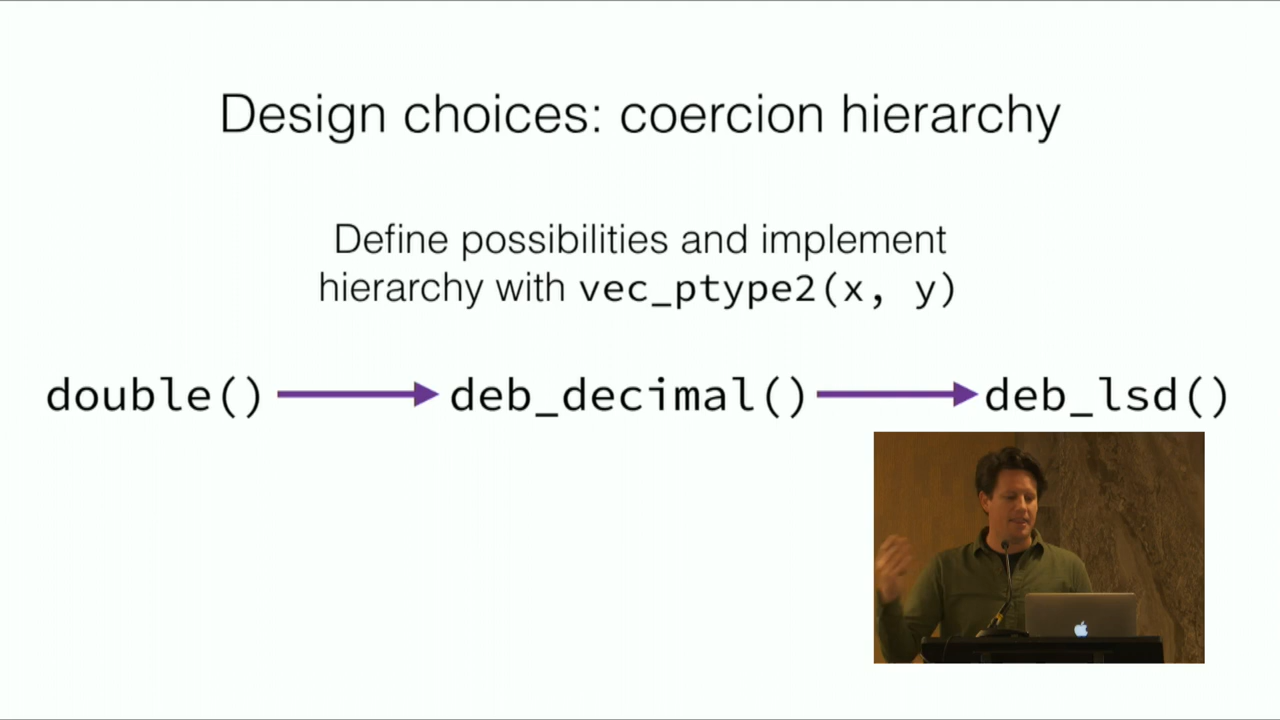 Design choices: coercion hierarchy
Define possibilities and implement
hierarchy with vec_ptype2(x, y)
double() deb_decimal() deb_lsd()